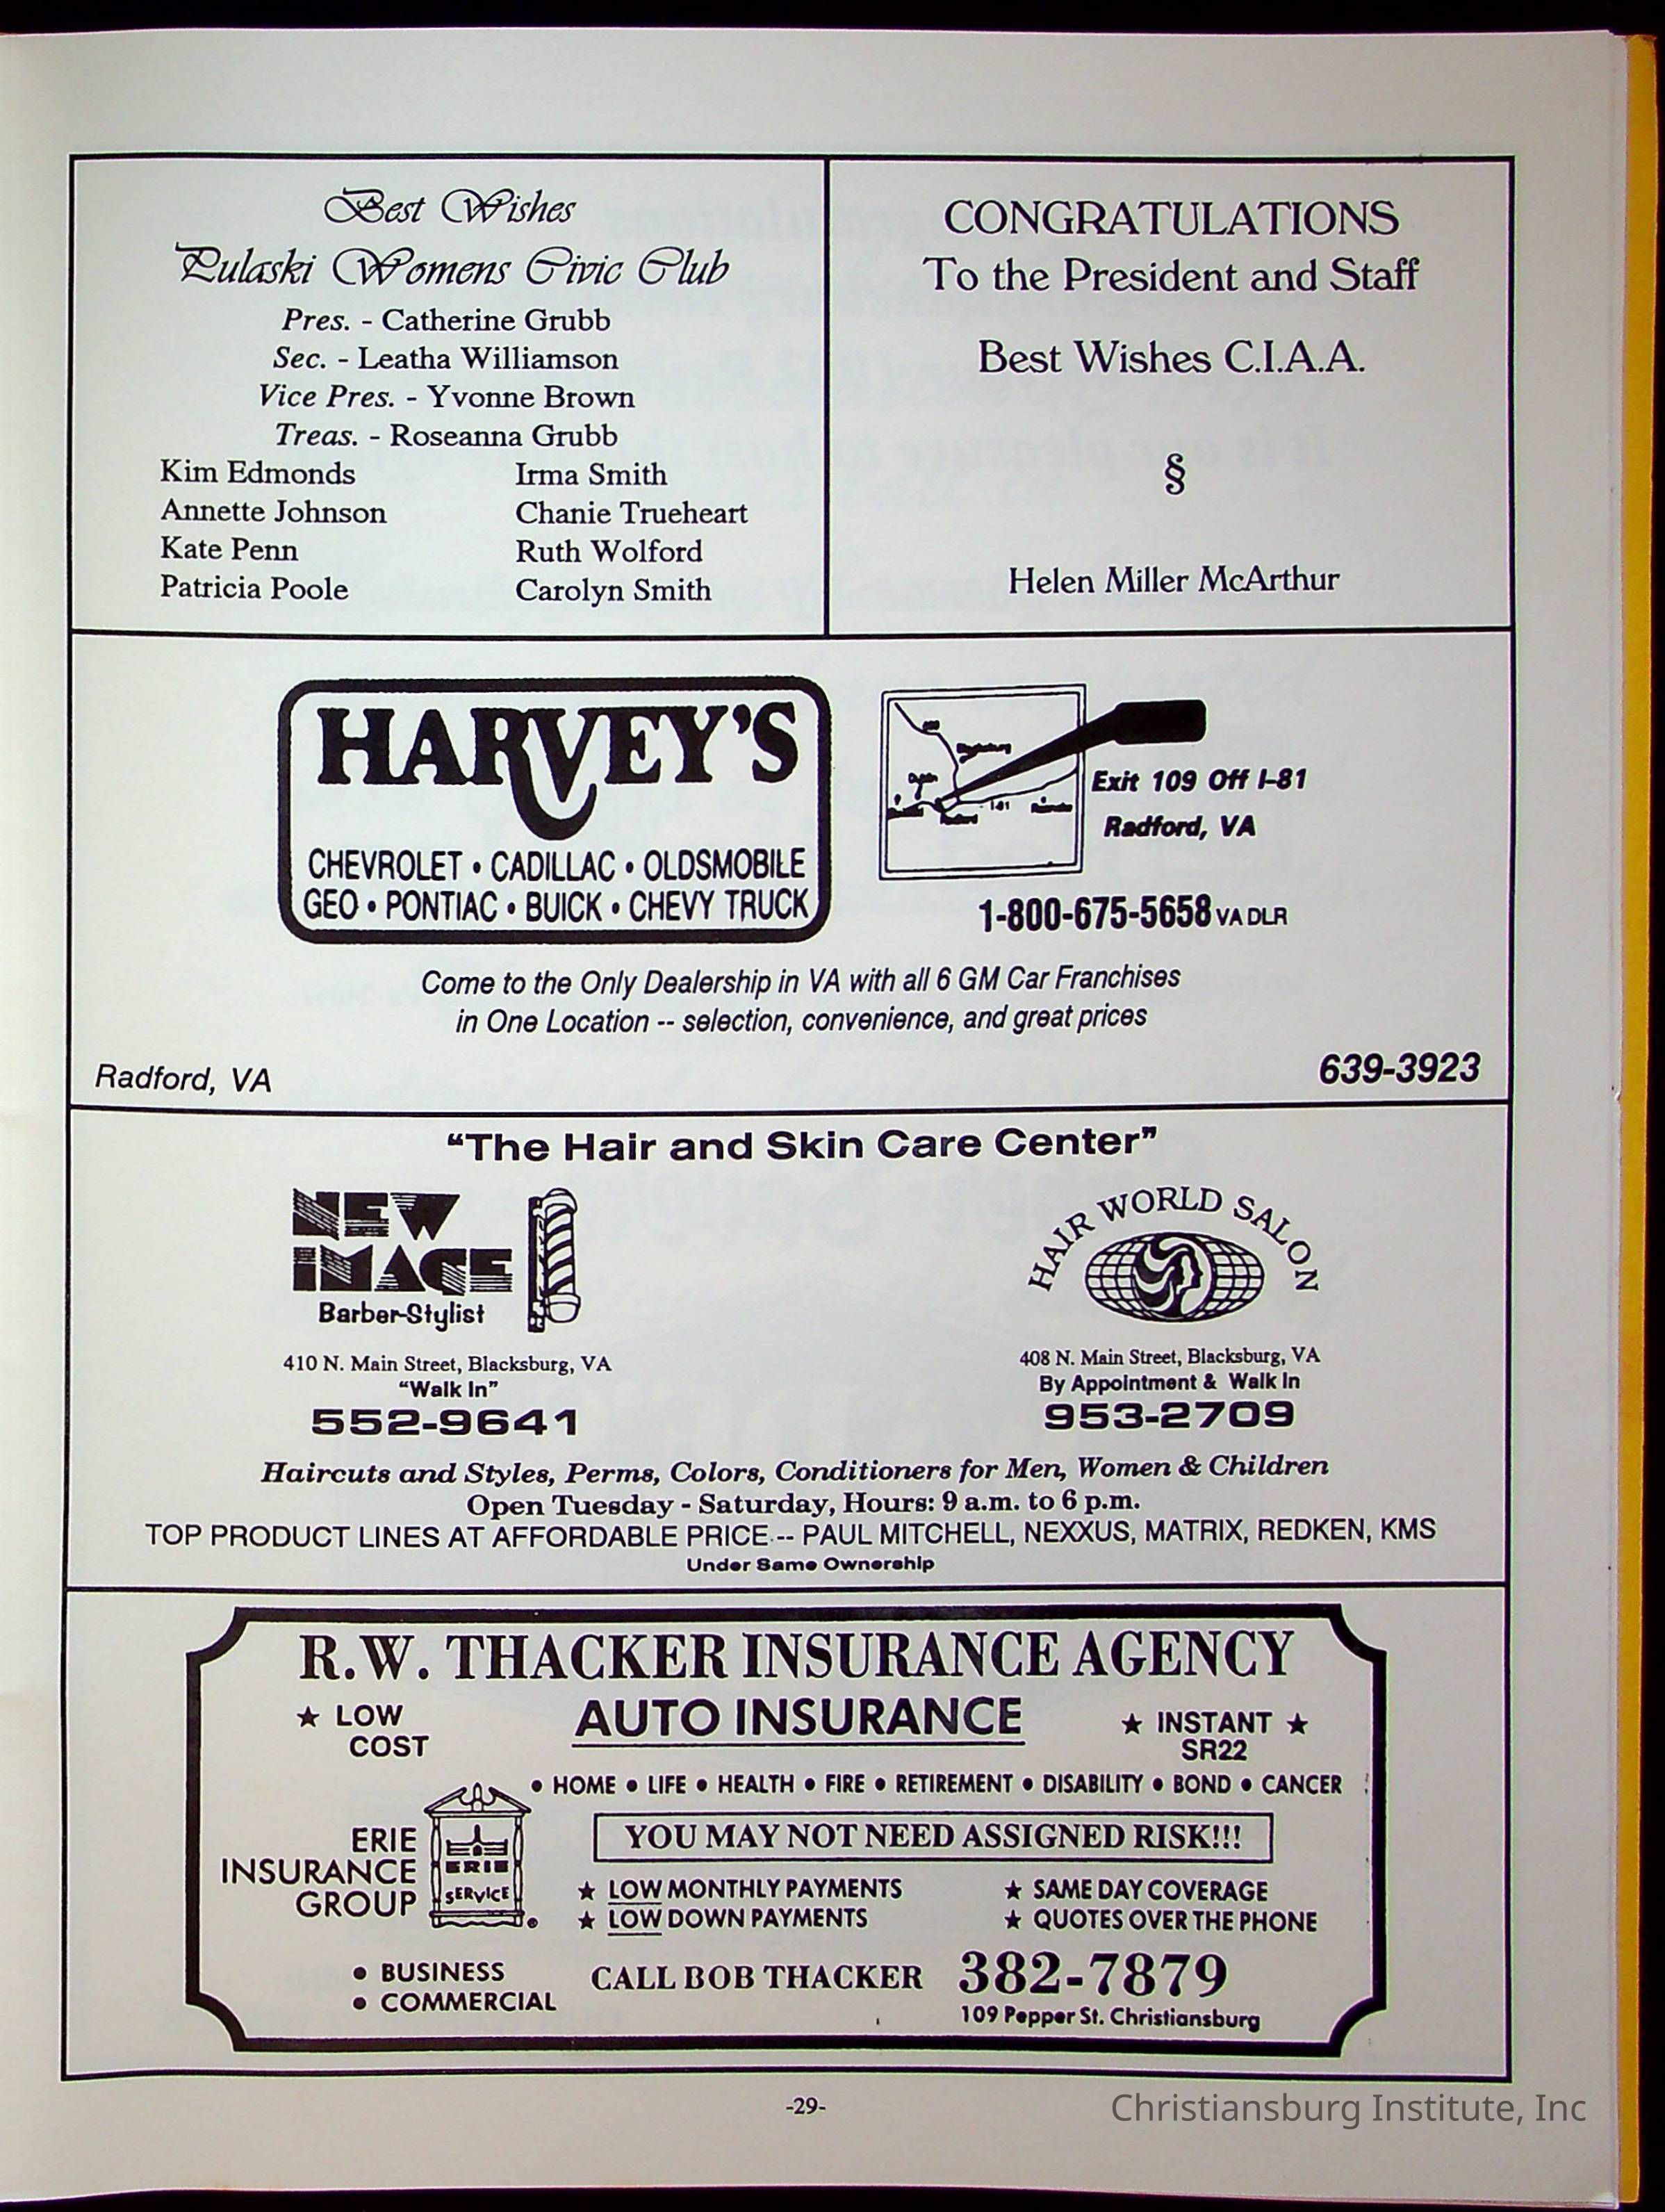 Best Wishes
Pulaski Womens Civic Club
Pres. - Catherine Grubb
Sec. - Leatha Williamson
Vice Pres. - Yvonne Brown
Treas. - Roseanna Grubb
Kim Edmonds Irma Smith
Annette Johnson Chanie Trueheart
Kate Penn Ruth Wolford
Patricia Poole Carolyn Smith
CONGRATULATIONS
To the President and Staff
Best Wishes C.I.A.A.
§
Helen Miller McArthur
HARVEY'S
CHEVROLET • CADILLAC • OLDSMOBILE
GEO • PONTIAC • BUICK • CHEVY TRUCK
I-81
Exit 109 Off I-81
Radford, VA
1-800-675-5658 VA DLR
Come to the Only Dealership in VA with all 6 GM Car Franchises
in One Location -- selection, convenience, and great prices
Radford, VA 639-3923
"The Hair and Skin Care Center"
NEW
IMAGE
Barber-Stylist
410 N. Main Street, Blacksburg, VA
"Walk In"
552-9641
HAIR WORLD SALON
408 N. Main Street, Blacksburg, VA
By Appointment & Walk In
953-2709
Haircuts and Styles, Perms, Colors, Conditioners for Men, Women & Children
Open Tuesday - Saturday, Hours: 9 a.m. to 6 p.m.
TOP PRODUCT LINES AT AFFORDABLE PRICE -- PAUL MITCHELL, NEXXUS, MATRIX, REDKEN, KMS
Under Same Ownership
R.W. THACKER INSURANCE AGENCY
★ LOW
COST
AUTO INSURANCE
★ INSTANT ★
SR22
• HOME • LIFE • HEALTH • FIRE • RETIREMENT • DISABILITY • BOND • CANCER
ERIE
INSURANCE
GROUP
ERIE
SERVICE
YOU MAY NOT NEED ASSIGNED RISK!!!
★ LOW MONTHLY PAYMENTS ★ SAME DAY COVERAGE
★ LOW DOWN PAYMENTS ★ QUOTES OVER THE PHONE
• BUSINESS
• COMMERCIAL
CALL BOB THACKER 382-7879
109 Pepper St. Christiansburg
-29-
Christiansburg Institute, Inc